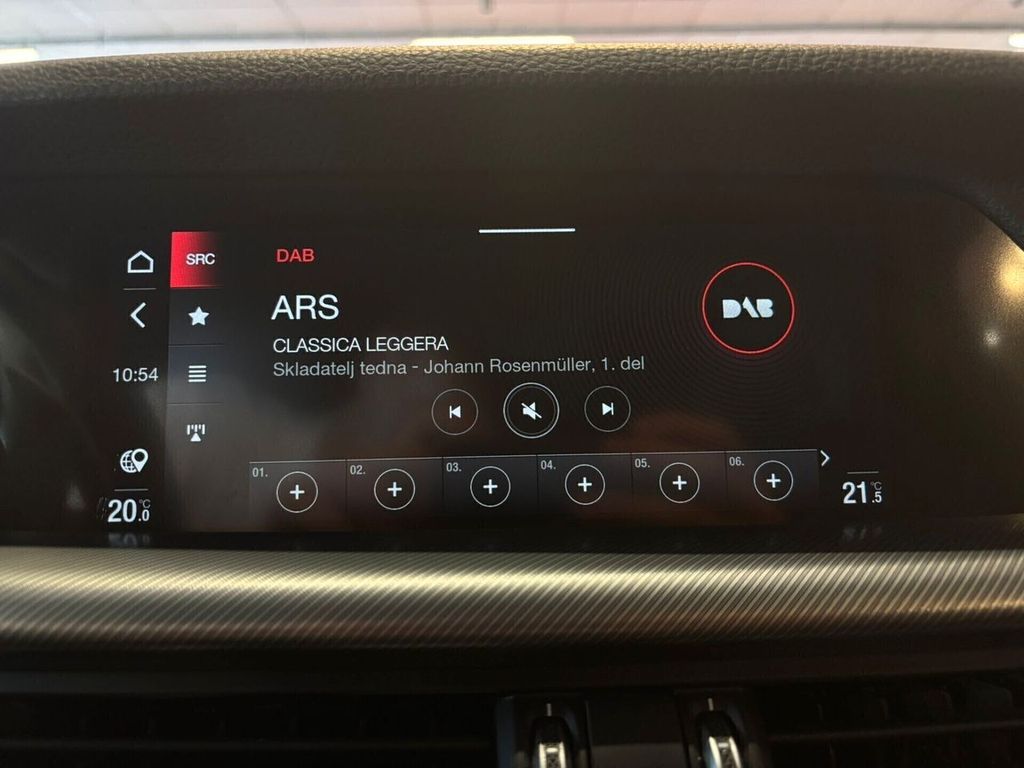 SRC
DAB
ARS
DAB
CLASSICA LEGGERA
Skladatelj tedna - Johann Rosenmüller, 1. del
10:54
01.
02.
03.
04.
05.
06.
20.0 °C
21.5 °C